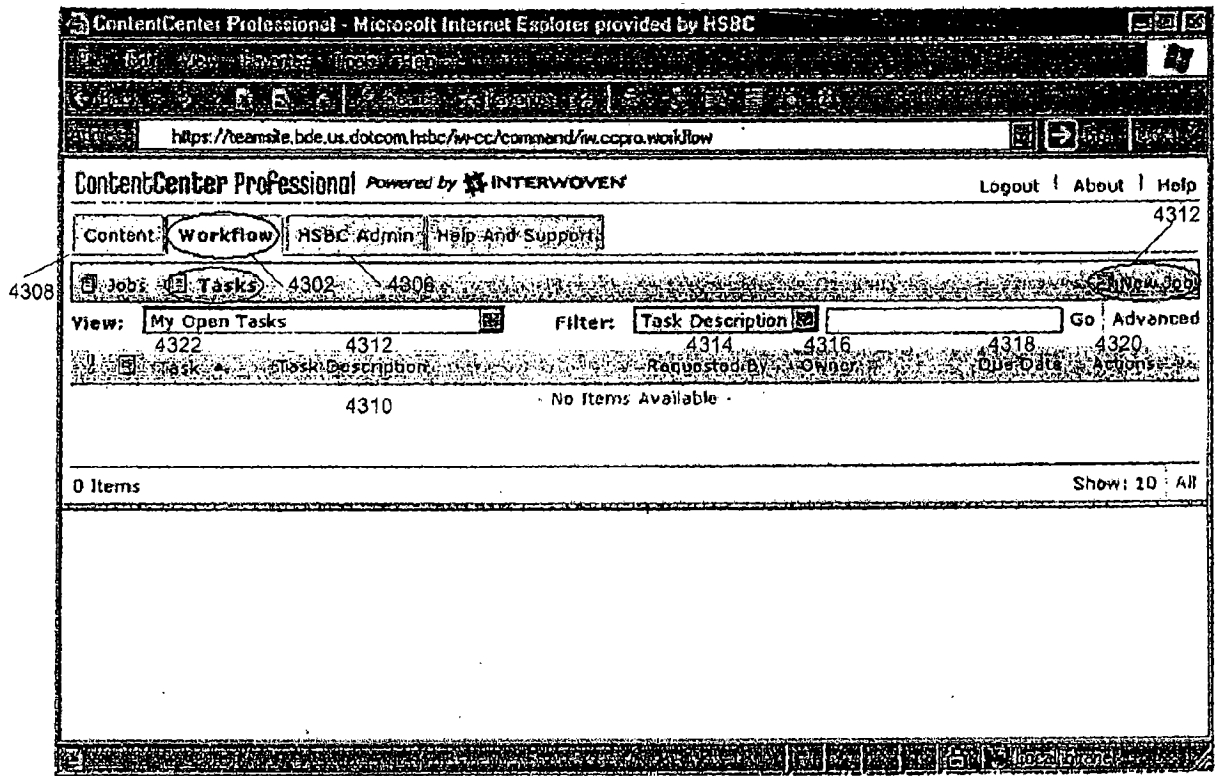 ContentCenter Professional - Microsoft Internet Explorer provided by HSBC
https://teamsite.bde.us.dotcom.hsbc/iw-cc/command/iw.ccpro.workflow
ContentCenter Professional Powered by INTERWOVEN
Logout | About | Help
4312
Content Workflow HSBC Admin Help And Support
4308 Jobs Tasks 4302 4306 New Job
View: My Open Tasks Filter: Task Description Go Advanced
4322 4312 4314 4316 4318 4320
Task Task Description Requested By Owner Due Date Actions
4310 - No Items Available -
0 Items Show: 20 All